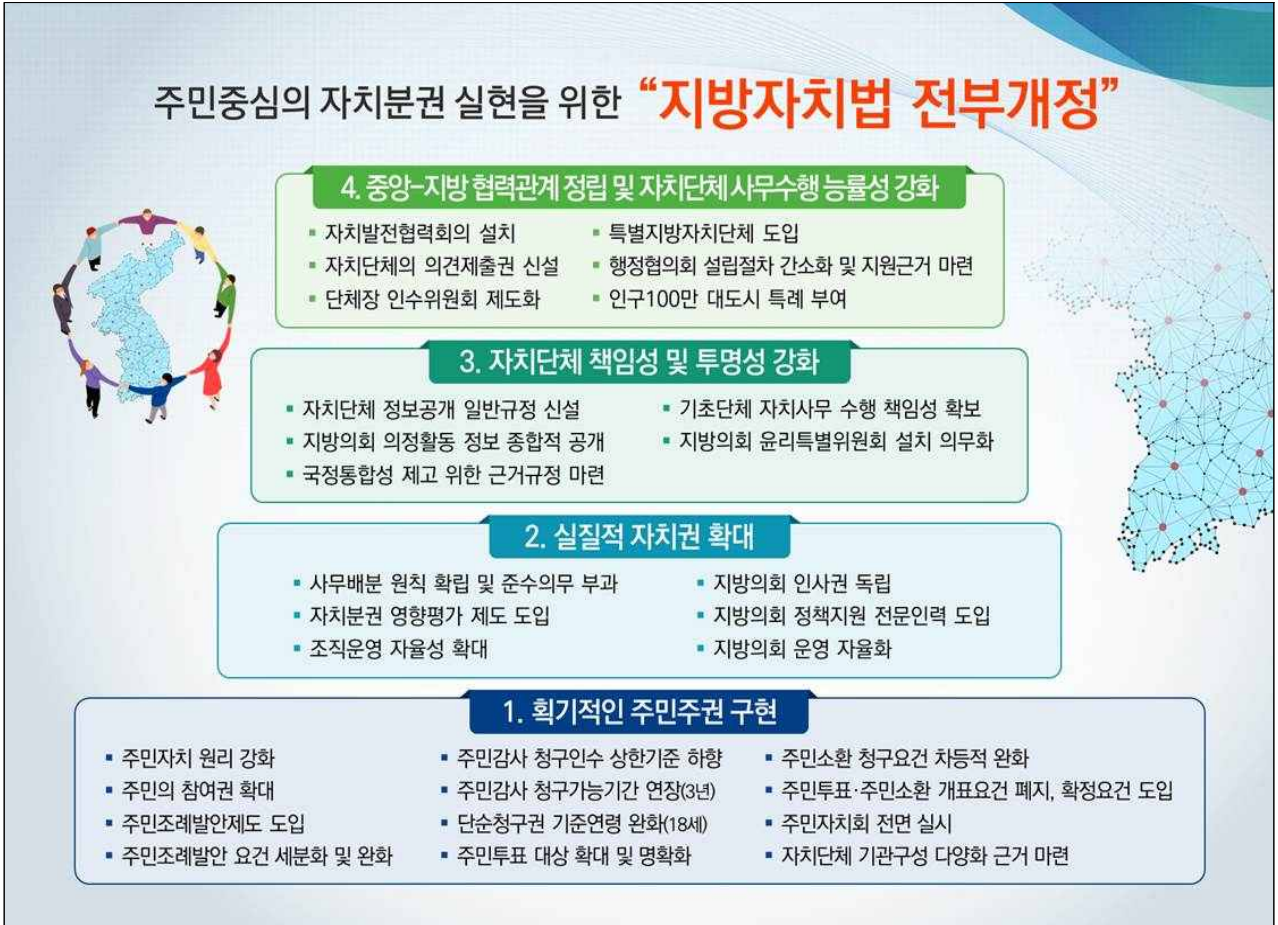 주민중심의 자치분권 실현을 위한 “지방자치법 전부개정”
4. 중앙-지방 협력관계 정립 및 자치단체 사무수행 능률성 강화
▪ 자치발전협력회의 설치
▪ 자치단체의 의견제출권 신설
▪ 단체장 인수위원회 제도화
▪ 특별지방자치단체 도입
▪ 행정협의회 설립절차 간소화 및 지원근거 마련
▪ 인구100만 대도시 특례 부여
3. 자치단체 책임성 및 투명성 강화
▪ 자치단체 정보공개 일반규정 신설
▪ 지방의회 의정활동 정보 종합적 공개
▪ 국정통합성 제고 위한 근거규정 마련
▪ 기초단체 자치사무 수행 책임성 확보
▪ 지방의회 윤리특별위원회 설치 의무화
2. 실질적 자치권 확대
▪ 사무배분 원칙 확립 및 준수의무 부과
▪ 자치분권 영향평가 제도 도입
▪ 조직운영 자율성 확대
▪ 지방의회 인사권 독립
▪ 지방의회 정책지원 전문인력 도입
▪ 지방의회 운영 자율화
1. 획기적인 주민주권 구현
▪ 주민자치 원리 강화
▪ 주민의 참여권 확대
▪ 주민조례발안제도 도입
▪ 주민조례발안 요건 세분화 및 완화
▪ 주민감사 청구인수 상한기준 하향
▪ 주민감사 청구가능기간 연장(3년)
▪ 단순청구권 기준연령 완화(18세)
▪ 주민투표 대상 확대 및 명확화
▪ 주민소환 청구요건 차등적 완화
▪ 주민투표·주민소환 개표요건 폐지, 확정요건 도입
▪ 주민자치회 전면 실시
▪ 자치단체 기관구성 다양화 근거 마련